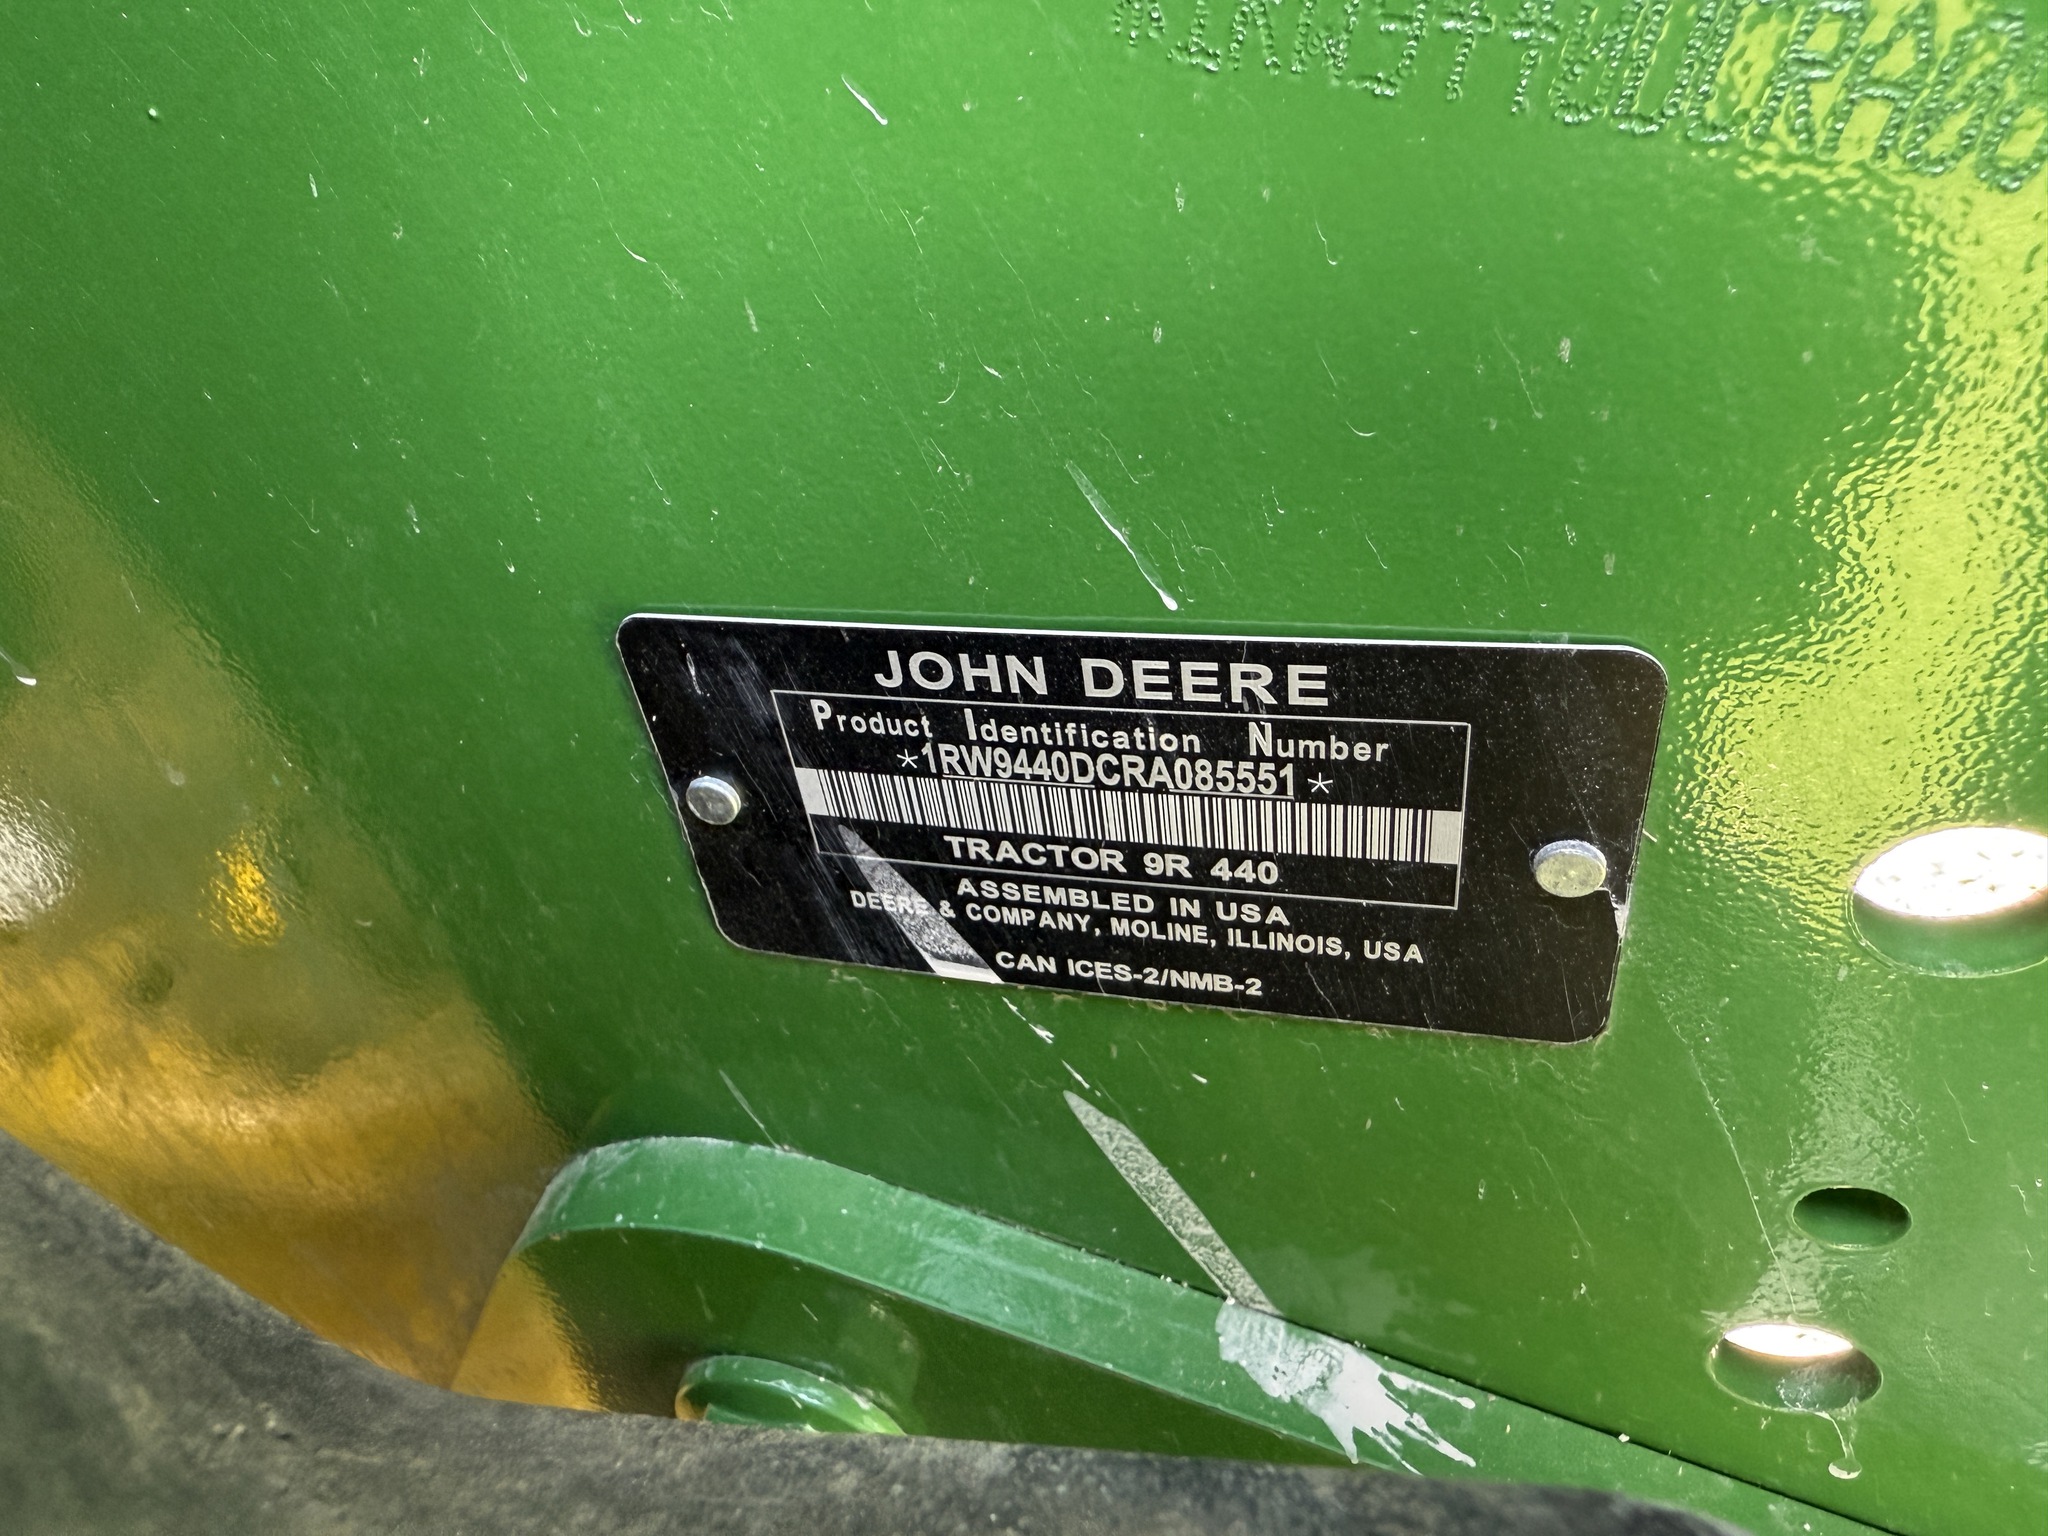 JOHN DEERE
Product Identification Number
*1RW9440DCRA085551*
TRACTOR 9R 440
ASSEMBLED IN USA
DEERE & COMPANY, MOLINE, ILLINOIS, USA
CAN ICES-2/NMB-2